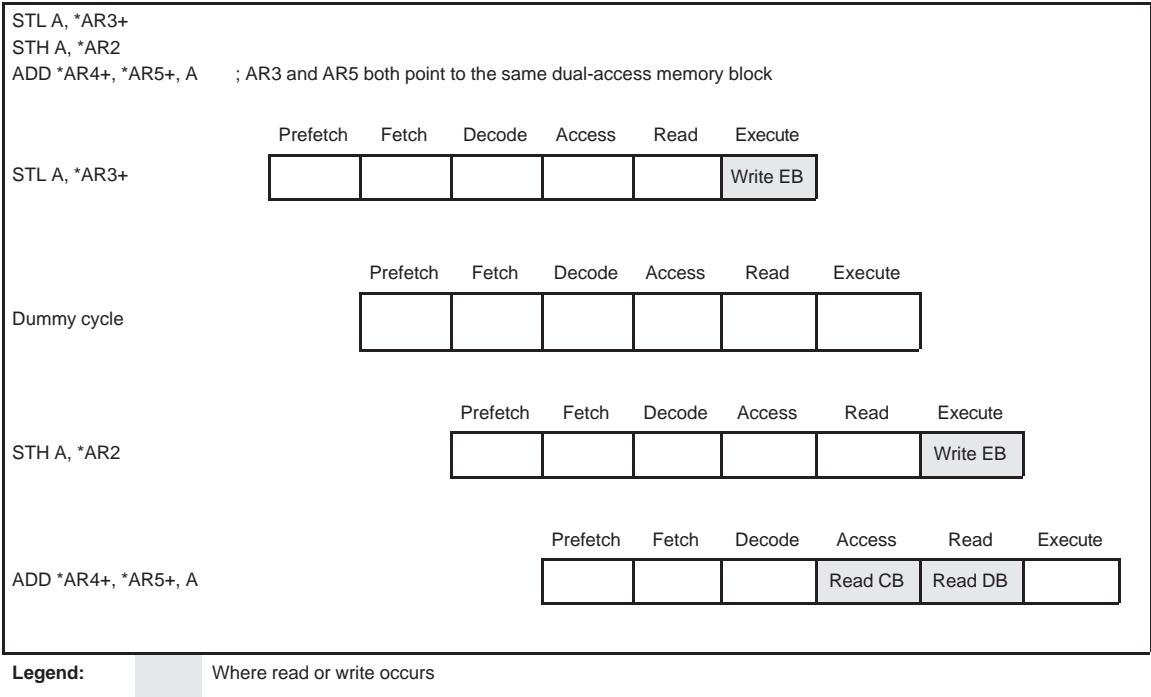 STL A, *AR3+
STH A, *AR2
ADD *AR4+, *AR5+, A ; AR3 and AR5 both point to the same dual-access memory block
Prefetch Fetch Decode Access Read Execute
STL A, *AR3+ Write EB
Prefetch Fetch Decode Access Read Execute
Dummy cycle
Prefetch Fetch Decode Access Read Execute
STH A, *AR2 Write EB
Prefetch Fetch Decode Access Read Execute
ADD *AR4+, *AR5+, A Read CB Read DB
Legend: Where read or write occurs